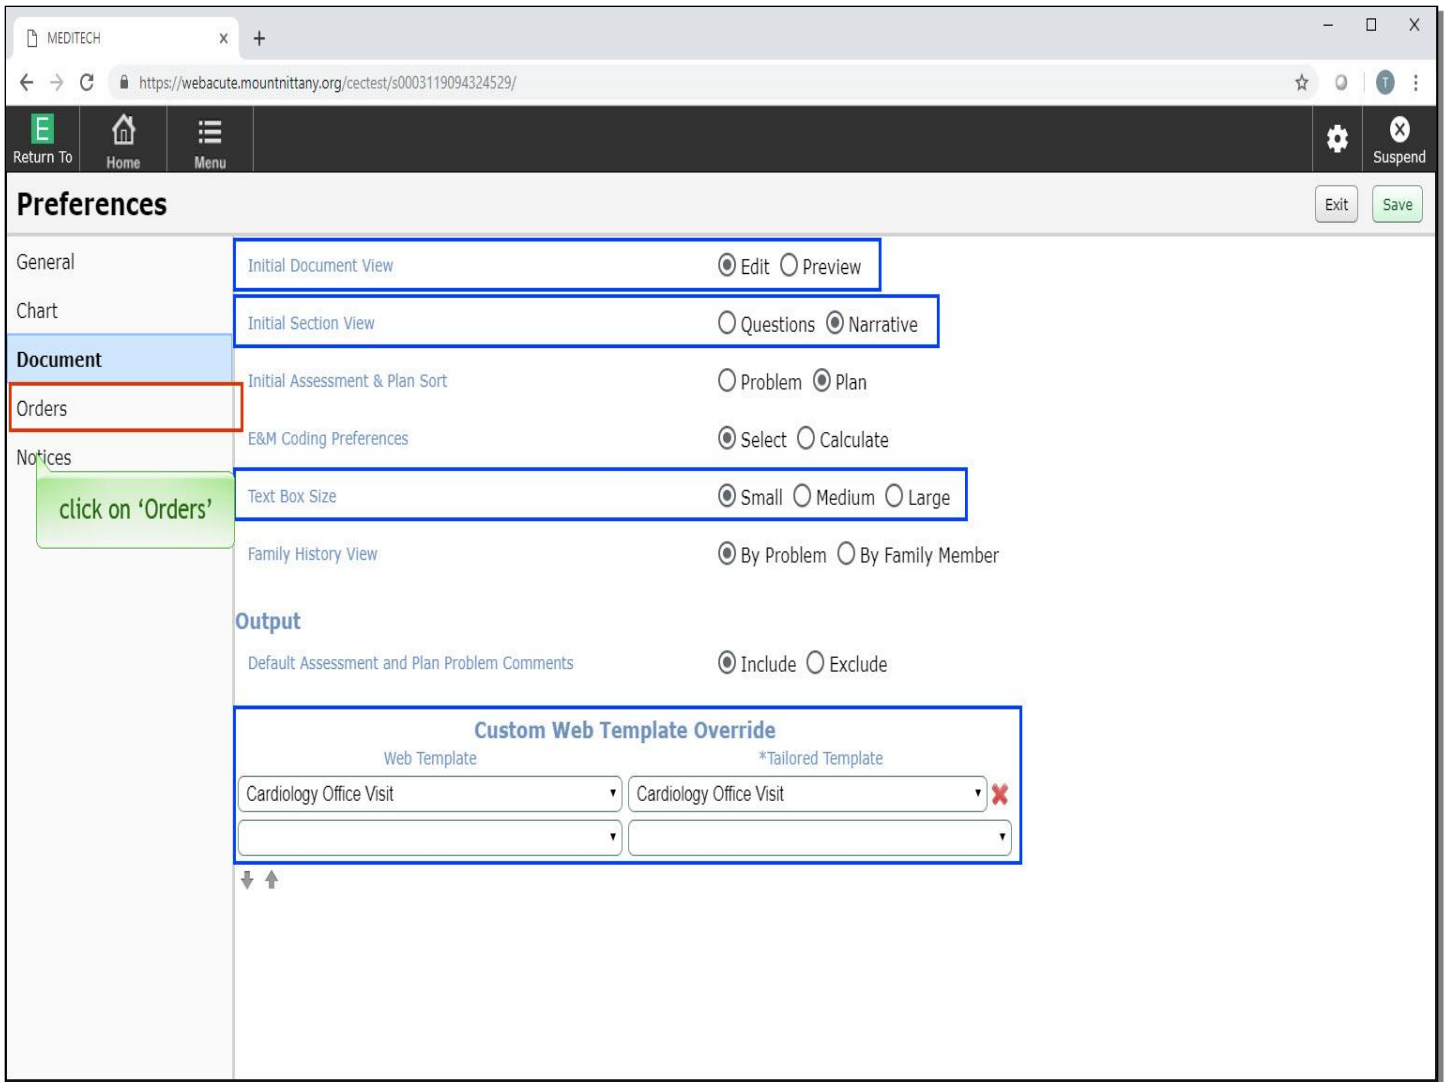 MEDITECH
https://webacute.mountnittany.org/cectest/s0003119094324529/
T
E
Return To
Home
Menu
Suspend
Preferences
Exit
Save
General
Chart
Document
Orders
Notices
click on ‘Orders’
Initial Document View Edit Preview
Initial Section View Questions Narrative
Initial Assessment & Plan Sort Problem Plan
E&M Coding Preferences Select Calculate
Text Box Size Small Medium Large
Family History View By Problem By Family Member
Output
Default Assessment and Plan Problem Comments Include Exclude
Custom Web Template Override
Web Template *Tailored Template
Cardiology Office Visit Cardiology Office Visit